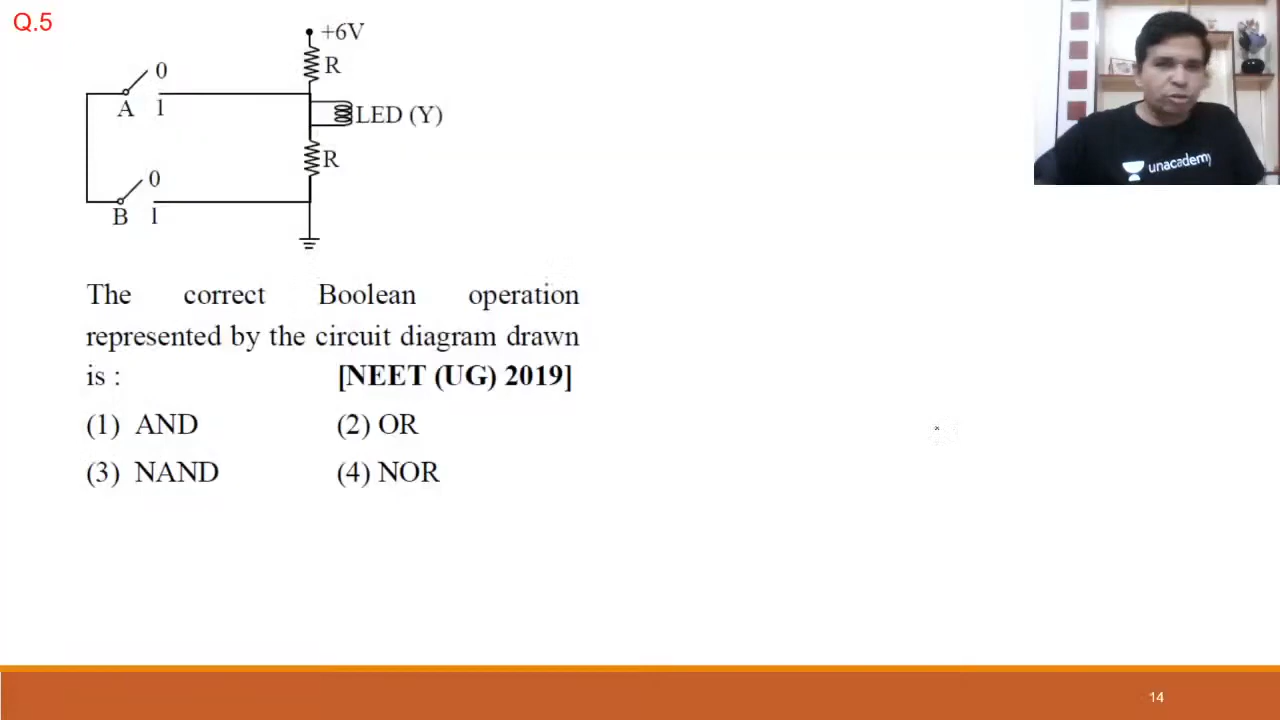 Q.5
+6V
R
0
A 1
LED (Y)
R
0
B 1
The correct Boolean operation
represented by the circuit diagram drawn
is : [NEET (UG) 2019]
(1) AND (2) OR
(3) NAND (4) NOR
unacademy
14